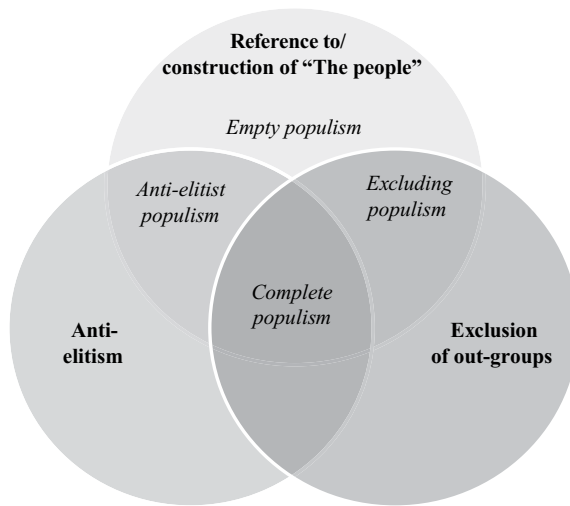 Reference to/
construction of “The people”
Empty populism
Anti-elitist
populism
Excluding
populism
Complete
populism
Anti-
elitism
Exclusion
of out-groups